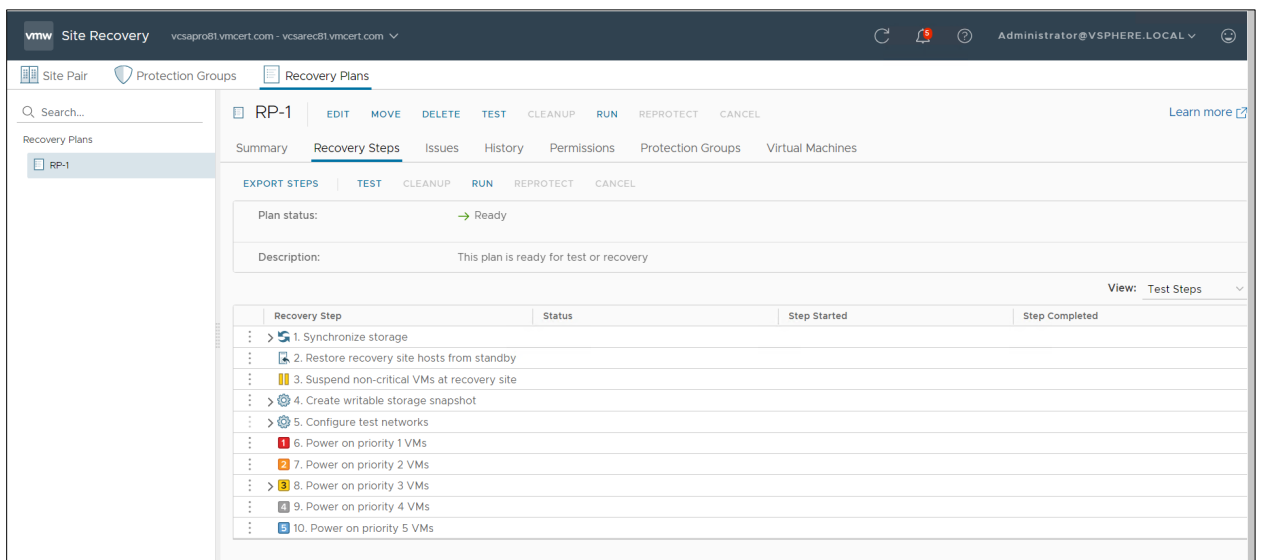 vmw Site Recovery vcsapro81.vmcert.com - vcsarec81.vmcert.com 5 Administrator@VSPHERE.LOCAL
Site Pair Protection Groups Recovery Plans
Search...
Recovery Plans
RP-1
RP-1 EDIT MOVE DELETE TEST CLEANUP RUN REPROTECT CANCEL Learn more
Summary Recovery Steps Issues History Permissions Protection Groups Virtual Machines
EXPORT STEPS TEST CLEANUP RUN REPROTECT CANCEL
Plan status: Ready
Description: This plan is ready for test or recovery
View: Test Steps
Recovery Step Status Step Started Step Completed
1. Synchronize storage
2. Restore recovery site hosts from standby
3. Suspend non-critical VMs at recovery site
4. Create writable storage snapshot
5. Configure test networks
1 6. Power on priority 1 VMs
2 7. Power on priority 2 VMs
3 8. Power on priority 3 VMs
4 9. Power on priority 4 VMs
5 10. Power on priority 5 VMs